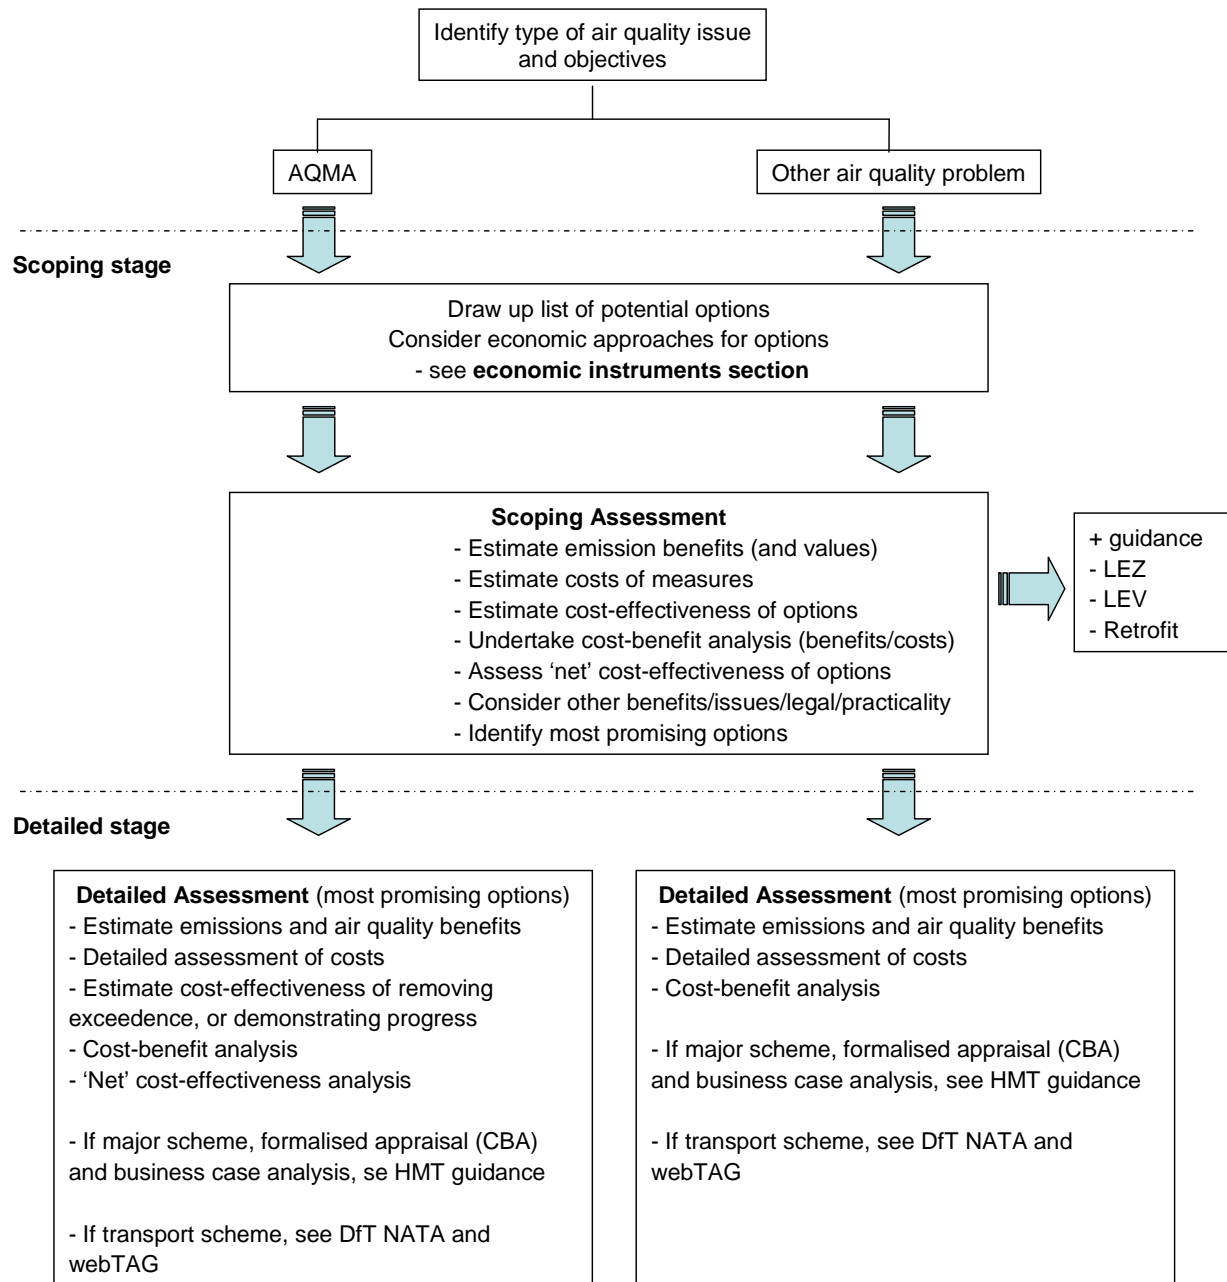 Identify type of air quality issue
and objectives
AQMA
Other air quality problem
Scoping stage
Draw up list of potential options
Consider economic approaches for options
- see economic instruments section
Scoping Assessment
- Estimate emission benefits (and values)
- Estimate costs of measures
- Estimate cost-effectiveness of options
- Undertake cost-benefit analysis (benefits/costs)
- Assess ‘net’ cost-effectiveness of options
- Consider other benefits/issues/legal/practicality
- Identify most promising options
+ guidance
- LEZ
- LEV
- Retrofit
Detailed stage
Detailed Assessment (most promising options)
- Estimate emissions and air quality benefits
- Detailed assessment of costs
- Estimate cost-effectiveness of removing
exceedence, or demonstrating progress
- Cost-benefit analysis
- ‘Net’ cost-effectiveness analysis
- If major scheme, formalised appraisal (CBA)
and business case analysis, se HMT guidance
- If transport scheme, see DfT NATA and
webTAG
Detailed Assessment (most promising options)
- Estimate emissions and air quality benefits
- Detailed assessment of costs
- Cost-benefit analysis
- If major scheme, formalised appraisal (CBA)
and business case analysis, see HMT guidance
- If transport scheme, see DfT NATA and
webTAG